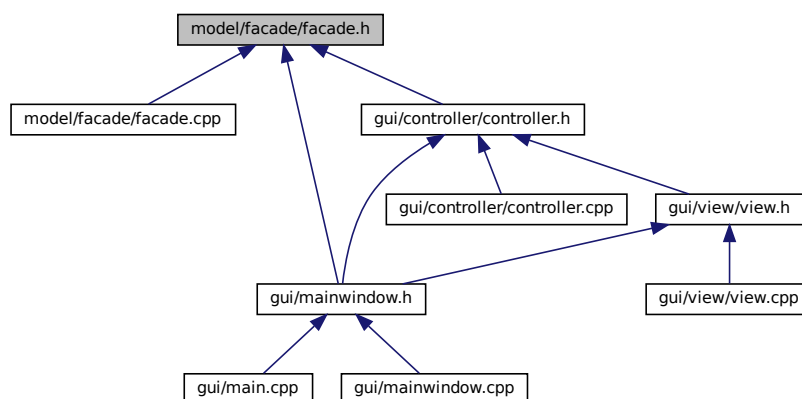 model/facade/facade.h
model/facade/facade.cpp
gui/controller/controller.h
gui/controller/controller.cpp
gui/view/view.h
gui/mainwindow.h
gui/view/view.cpp
gui/main.cpp
gui/mainwindow.cpp